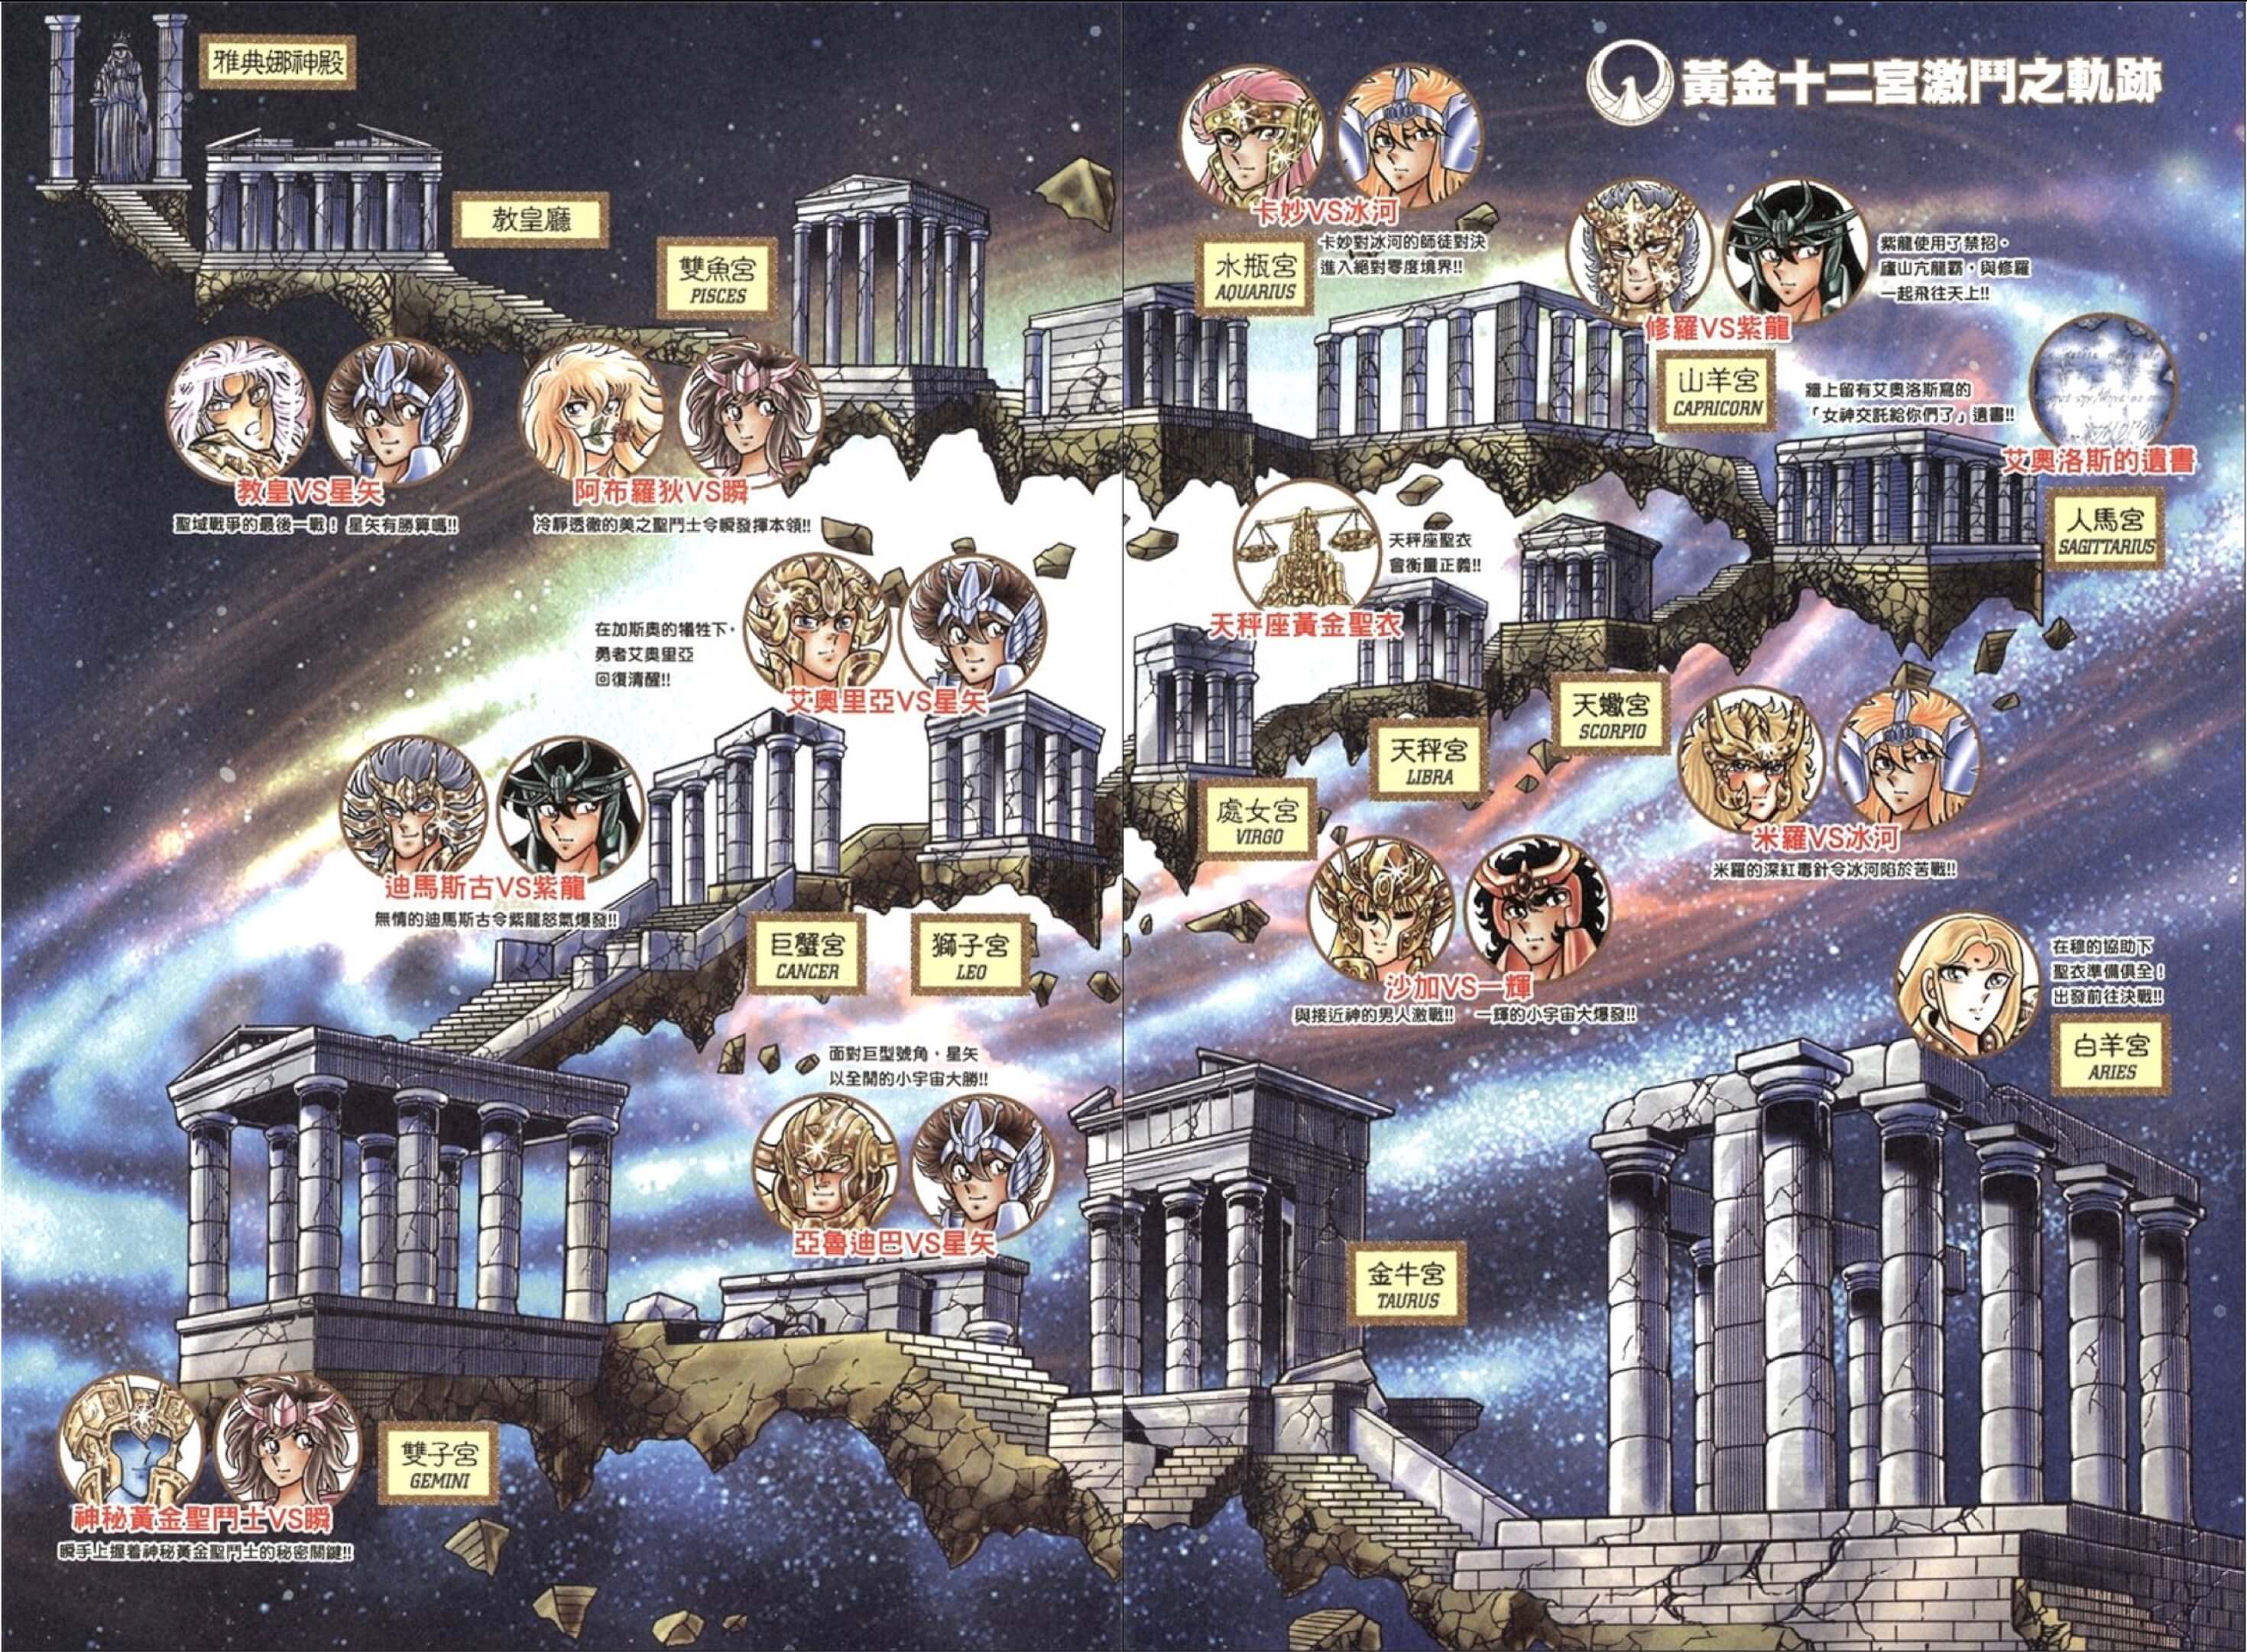 黃金十二宮激鬥之軌跡
雅典娜神殿
教皇廳
教皇VS星矢
聖域戰爭的最後一戰！ 星矢有勝算嗎!!
雙魚宮
PISCES
阿布羅狄VS瞬
冷靜透徹的美之聖鬥士令瞬發揮本領!!
卡妙VS冰河
卡妙對冰河的師徒對決
進入絕對零度境界!!
水瓶宮
AQUARIUS
修羅VS紫龍
紫龍使用了禁招，
廬山亢龍霸，與修羅
一起飛往天上!!
山羊宮
CAPRICORN
牆上留有艾奧洛斯寫的
「女神交託給你們了」遺書!!
艾奧洛斯的遺書
人馬宮
SAGITTARIUS
天秤座聖衣
會衡量正義!!
天秤座黃金聖衣
天蠍宮
SCORPIO
天秤宮
LIBRA
米羅VS冰河
米羅的深紅毒針令冰河陷於苦戰!!
處女宮
VIRGO
沙加VS一輝
與接近神的男人激戰!! 一輝的小宇宙大爆發!!
在加斯奧的犧牲下，
勇者艾奧里亞
回復清醒!!
艾奧里亞VS星矢
迪馬斯古VS紫龍
無情的迪馬斯古令紫龍怒氣爆發!!
巨蟹宮
CANCER
獅子宮
LEO
面對巨型號角，星矢
以全開的小宇宙大勝!!
亞魯迪巴VS星矢
在穆的協助下
聖衣準備俱全！
出發前往決戰!!
白羊宮
ARIES
金牛宮
TAURUS
雙子宮
GEMINI
神秘黃金聖鬥士VS瞬
瞬手上握着神秘黃金聖鬥士的秘密關鍵!!